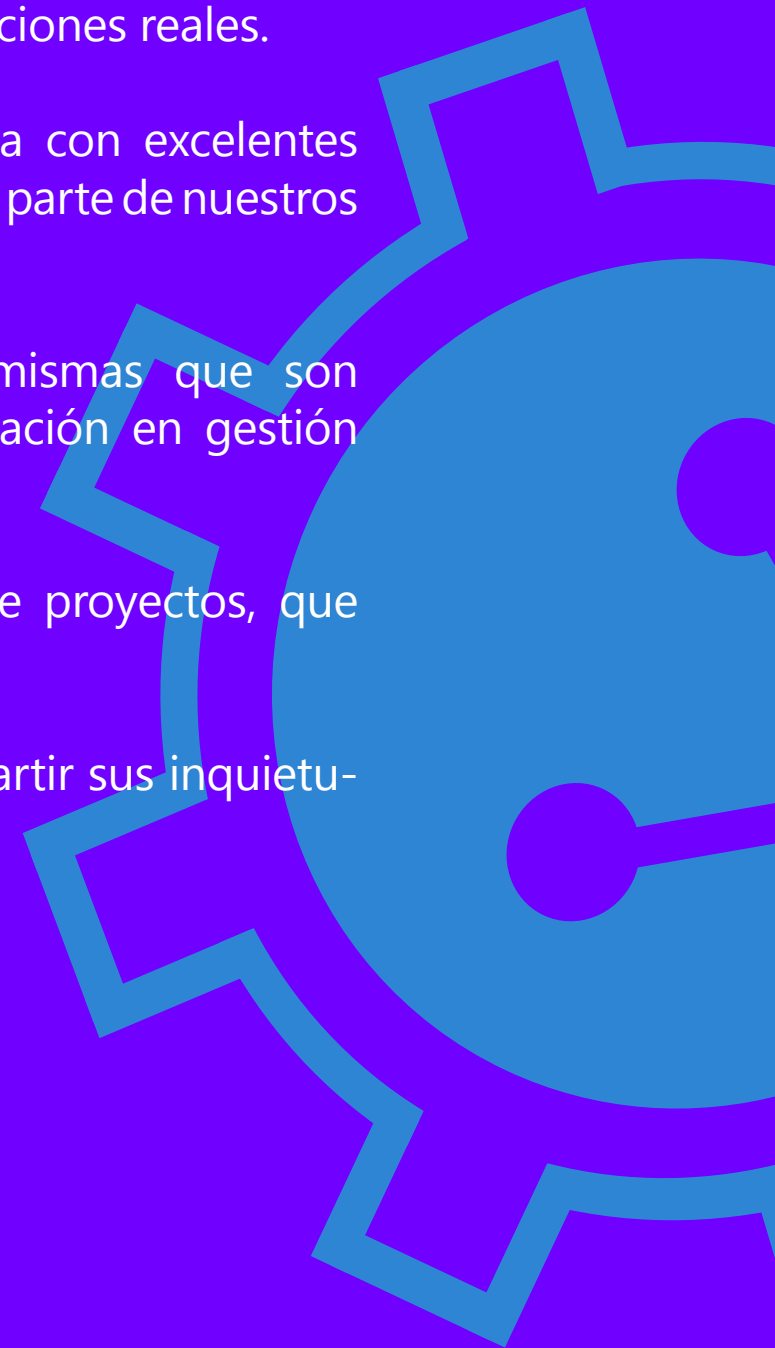 ciones reales.
a con excelentes
parte de nuestros
mismas que son
ación en gestión
e proyectos, que
artir sus inquietu-